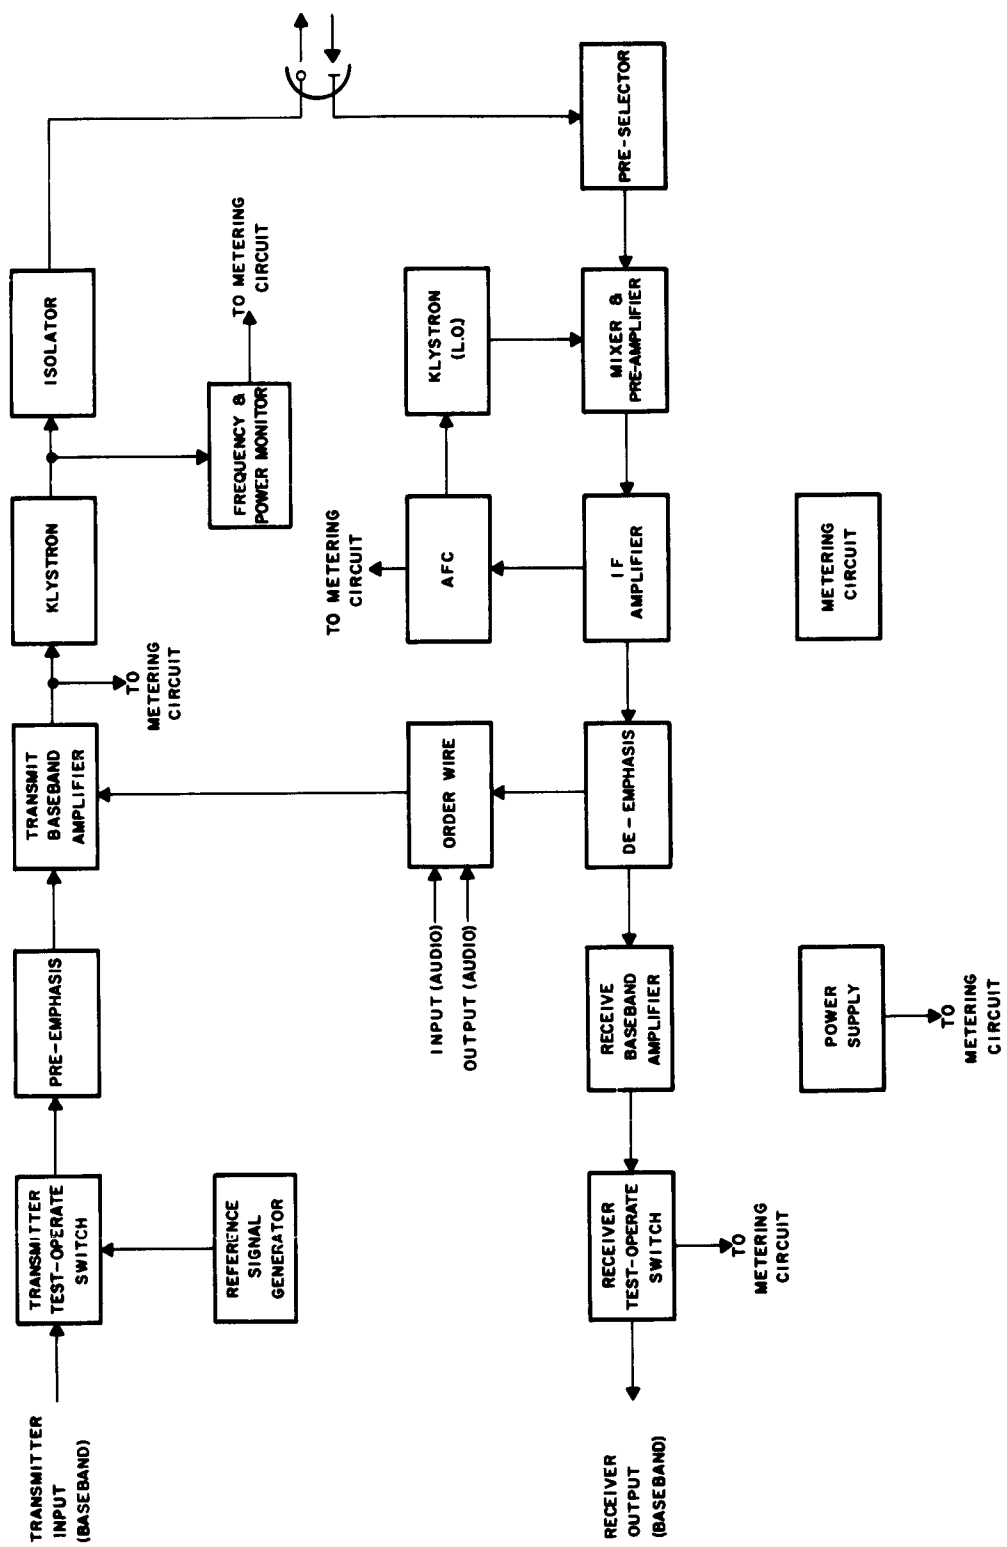 TRANSMITTER
INPUT
(BASEBAND)
TRANSMITTER
TEST-OPERATE
SWITCH
PRE-EMPHASIS
TRANSMIT
BASEBAND
AMPLIFIER
KLYSTRON
ISOLATOR
REFERENCE
SIGNAL
GENERATOR
TO
METERING
CIRCUIT
FREQUENCY &
POWER MONITOR
TO METERING
CIRCUIT
INPUT (AUDIO)
OUTPUT (AUDIO)
ORDER WIRE
TO METERING
CIRCUIT
AFC
KLYSTRON
(L.O.)
RECEIVER
OUTPUT
(BASEBAND)
RECEIVER
TEST-OPERATE
SWITCH
RECEIVE
BASEBAND
AMPLIFIER
DE-EMPHASIS
IF
AMPLIFIER
MIXER &
PRE-AMPLIFIER
PRE-SELECTOR
TO
METERING
CIRCUIT
POWER
SUPPLY
TO
METERING
CIRCUIT
METERING
CIRCUIT